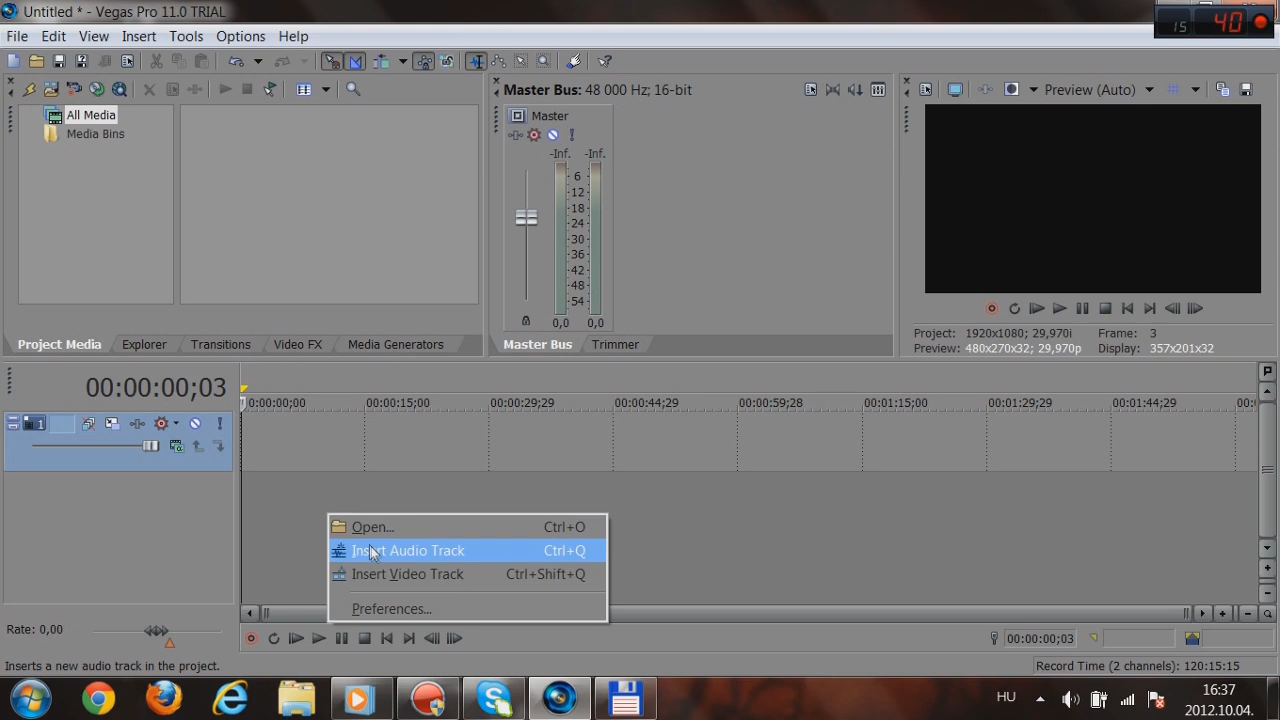 Untitled * - Vegas Pro 11.0 TRIAL
15 40
File Edit View Insert Tools Options Help
All Media
Media Bins
Master Bus: 48 000 Hz; 16-bit
Master
-Inf. -Inf.
6
12
18
24
30
36
42
48
54
0,0 0,0
Preview (Auto)
Project: 1920x1080; 29,970i Frame: 3
Preview: 480x270x32; 29,970p Display: 357x201x32
Project Media Explorer Transitions Video FX Media Generators
Master Bus Trimmer
00:00:00;03
00:00:00;00 00:00:15;00 00:00:29;29 00:00:44;29 00:00:59;28 00:01:15;00 00:01:29;29 00:01:44;29 00:0
1
Open... Ctrl+O
Insert Audio Track Ctrl+Q
Insert Video Track Ctrl+Shift+Q
Preferences...
Rate: 0,00
00:00:00;03
Inserts a new audio track in the project.
Record Time (2 channels): 120:15:15
HU
16:37
2012.10.04.